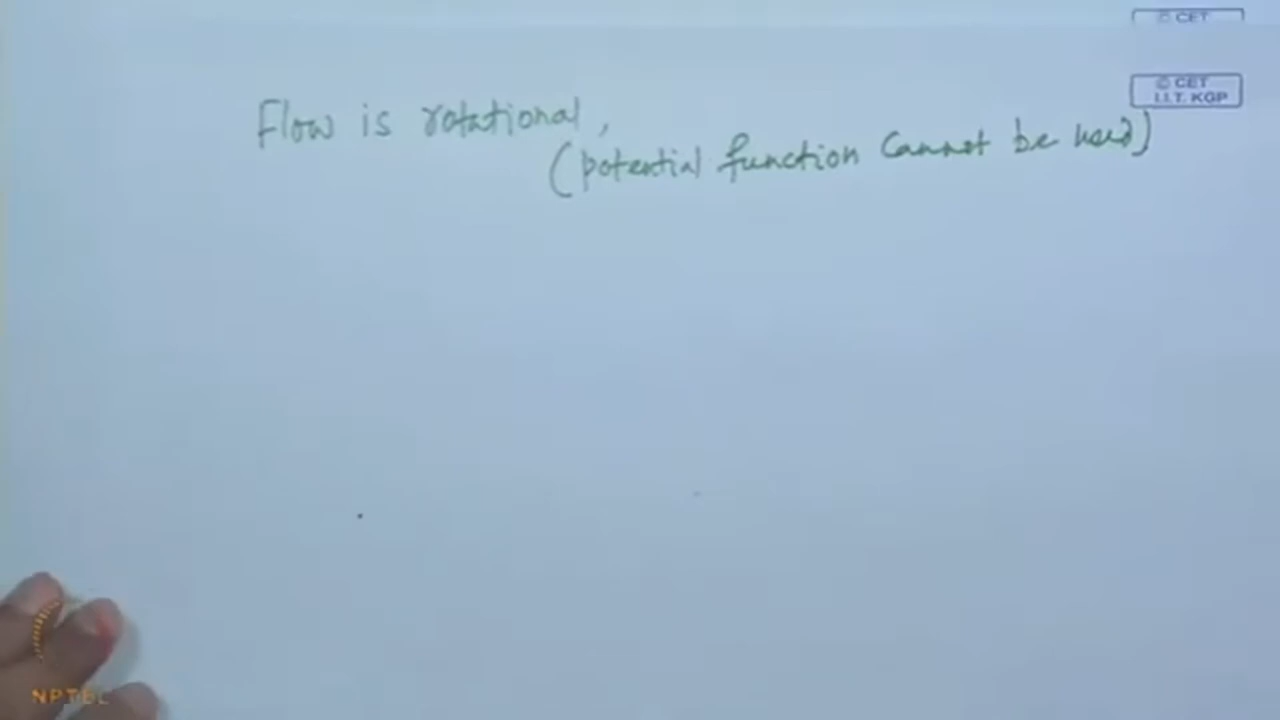 © CET
© CET
I.I.T. KGP
Flow is rotational,
(potential function cannot be used)
NPTEL